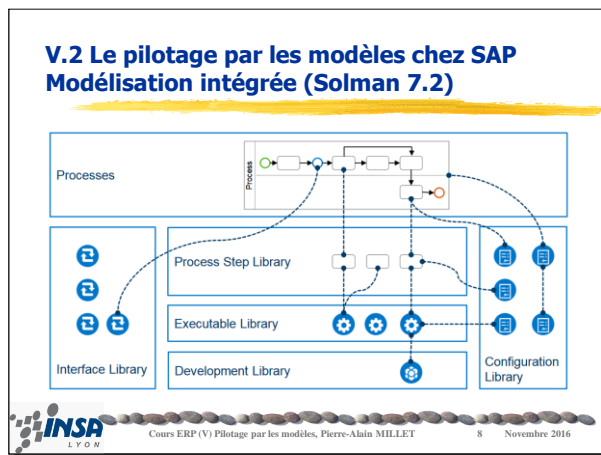 V.2 Le pilotage par les modèles chez SAP
Modélisation intégrée (Solman 7.2)
Processes
Process
Process Step Library
Executable Library
Interface Library
Development Library
Configuration
Library
INSA
LYON
Cours ERP (V) Pilotage par les modèles, Pierre-Alain MILLET
8
Novembre 2016